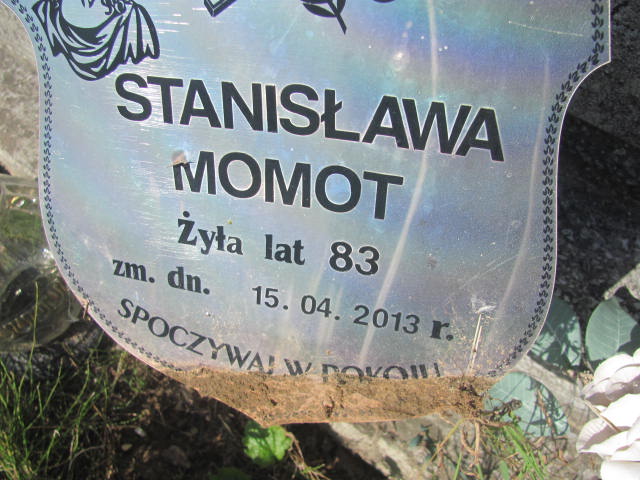 STANISŁAWA
MOMOT
Żyła lat 83
zm. dn. 15.04.2013 r.
SPOCZYWAJ W POKOJU